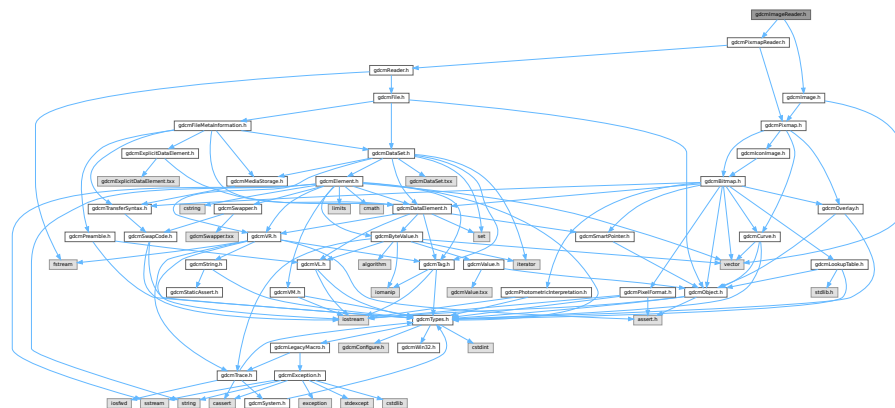 gdcmImageReader.h
gdcmPixmapReader.h
gdcmReader.h
gdcmFile.h
gdcmImage.h
gdcmFileMetaInformation.h
gdcmPixmap.h
gdcmExplicitDataElement.h
gdcmDataSet.h
gdcmIconImage.h
gdcmExplicitDataElement.txx
gdcmMediaStorage.h
gdcmElement.h
gdcmDataSet.txx
gdcmBitmap.h
gdcmTransferSyntax.h
cstring
gdcmSwapper.h
limits
cmath
gdcmDataElement.h
gdcmOverlay.h
gdcmPreamble.h
gdcmSwapCode.h
gdcmSwapper.txx
gdcmVR.h
gdcmByteValue.h
set
gdcmSmartPointer.h
gdcmCurve.h
fstream
gdcmString.h
gdcmVL.h
algorithm
gdcmTag.h
gdcmValue.h
iterator
vector
gdcmLookupTable.h
gdcmStaticAssert.h
gdcmVM.h
iomanip
gdcmValue.txx
gdcmPhotometricInterpretation.h
gdcmPixelFormat.h
gdcmObject.h
stdlib.h
iostream
gdcmTypes.h
assert.h
gdcmLegacyMacro.h
gdcmConfigure.h
gdcmWin32.h
cstdint
gdcmTrace.h
gdcmException.h
iosfwd
sstream
string
cassert
gdcmSystem.h
exception
stdexcept
cstdlib